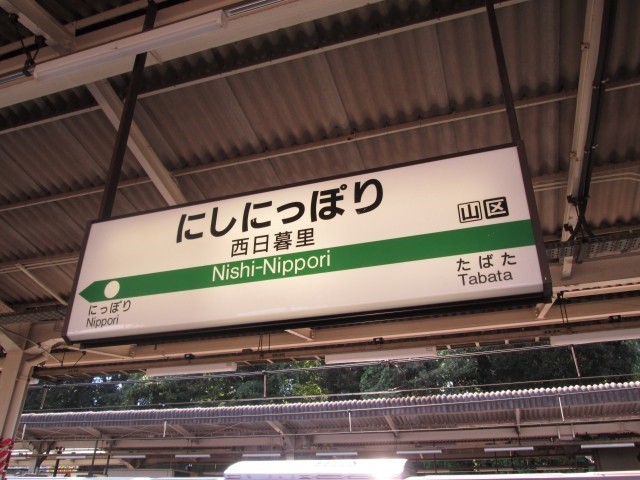 にしにっぽり
山区
西日暮里
Nishi-Nippori
にっぽり
Nippori
たばた
Tabata